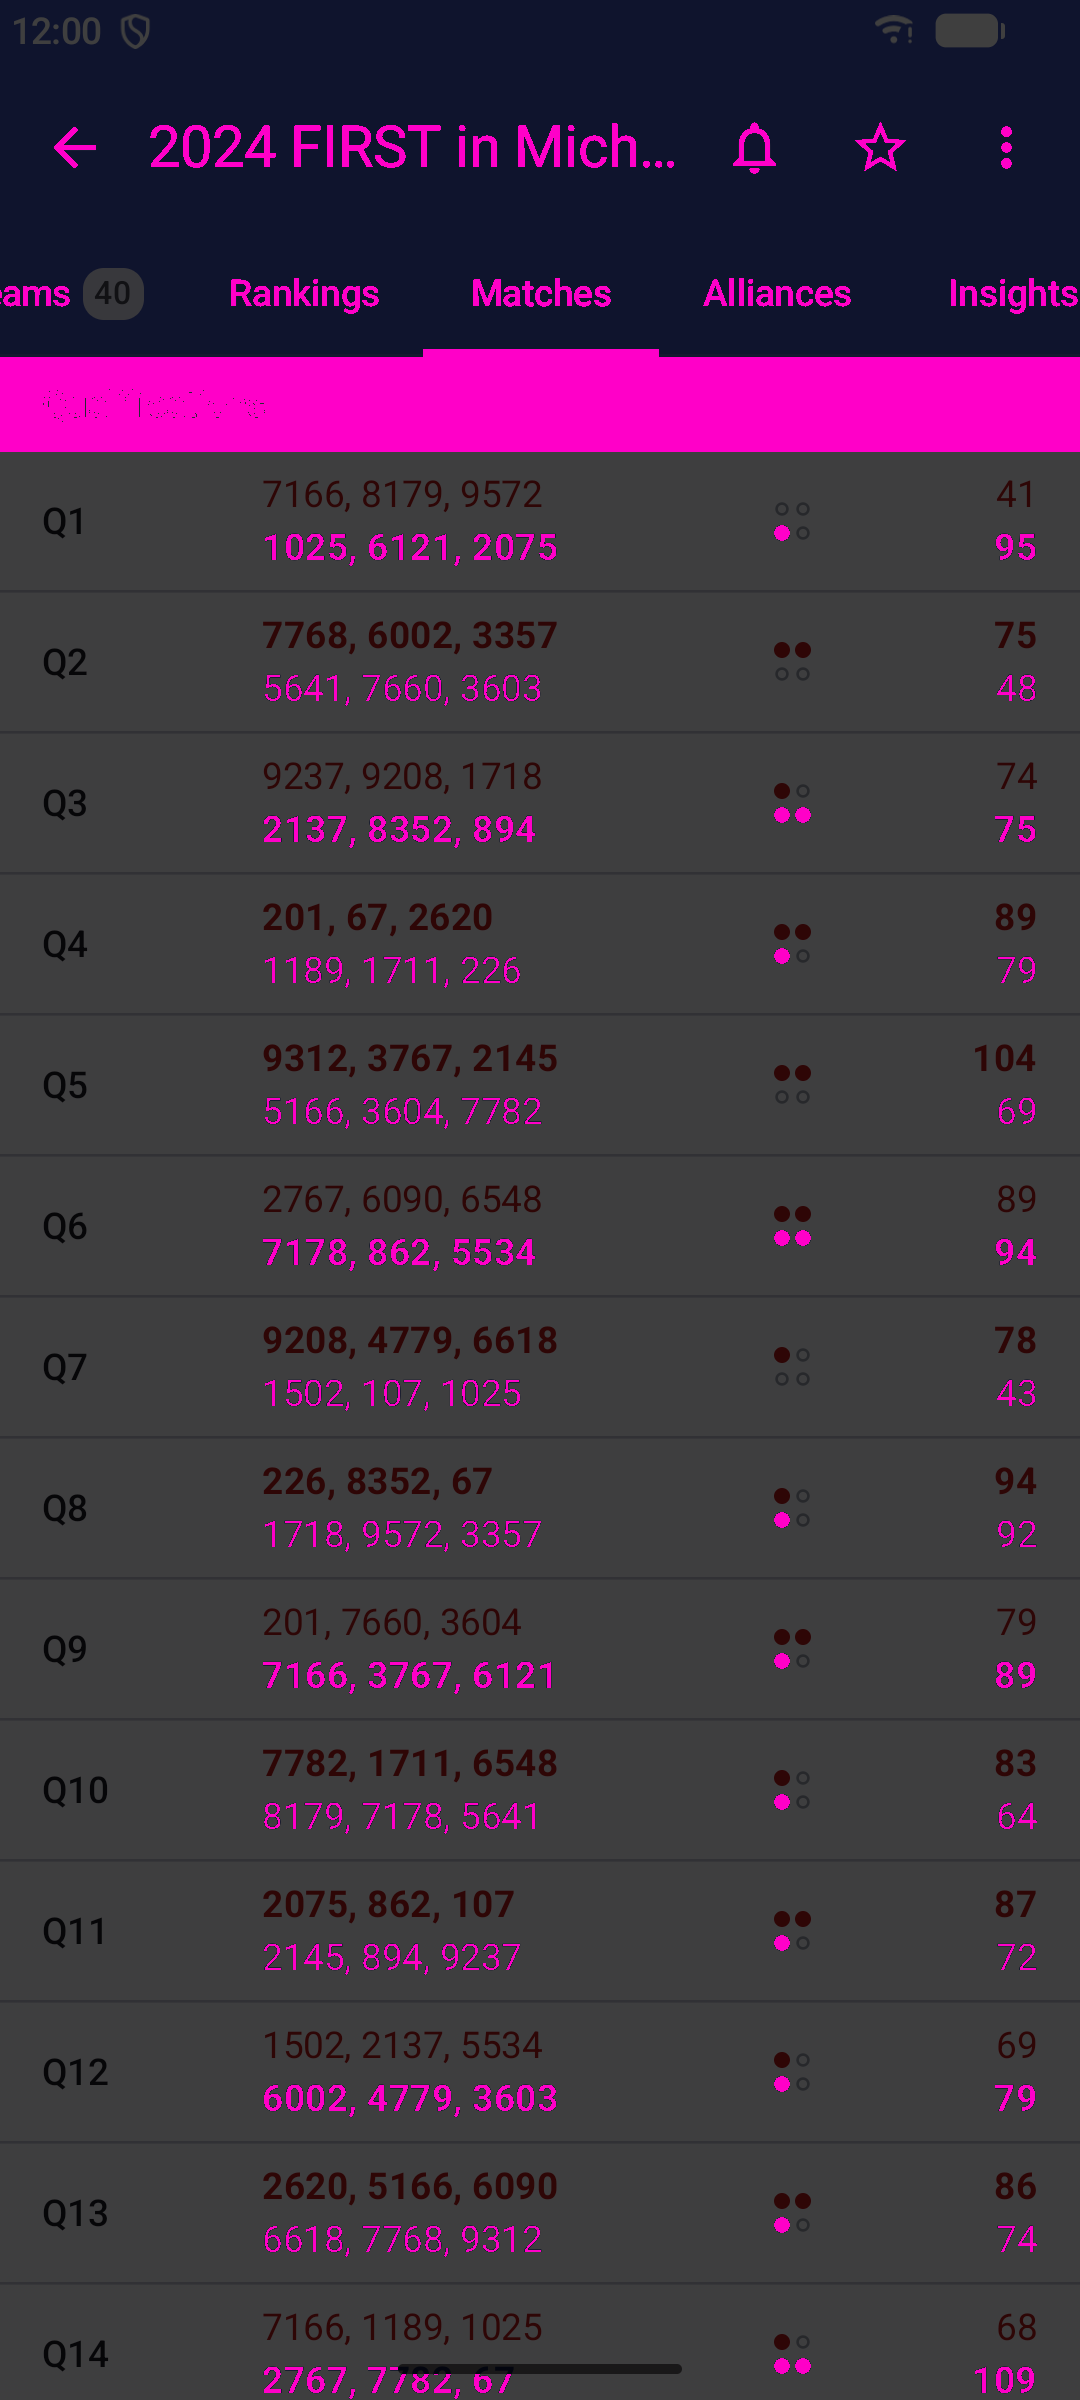 12:00
2024 FIRST in Mich...
eams 40 Rankings Matches Alliances Insights
Qualifications
Q1
7166, 8179, 9572 41
1025, 6121, 2075 95
Q2
7768, 6002, 3357 75
5641, 7660, 3603 48
Q3
9237, 9208, 1718 74
2137, 8352, 894 75
Q4
201, 67, 2620 89
1189, 1711, 226 79
Q5
9312, 3767, 2145 104
5166, 3604, 7782 69
Q6
2767, 6090, 6548 89
7178, 862, 5534 94
Q7
9208, 4779, 6618 78
1502, 107, 1025 43
Q8
226, 8352, 67 94
1718, 9572, 3357 92
Q9
201, 7660, 3604 79
7166, 3767, 6121 89
Q10
7782, 1711, 6548 83
8179, 7178, 5641 64
Q11
2075, 862, 107 87
2145, 894, 9237 72
Q12
1502, 2137, 5534 69
6002, 4779, 3603 79
Q13
2620, 5166, 6090 86
6618, 7768, 9312 74
Q14
7166, 1189, 1025 68
2767, 7782, 67 109